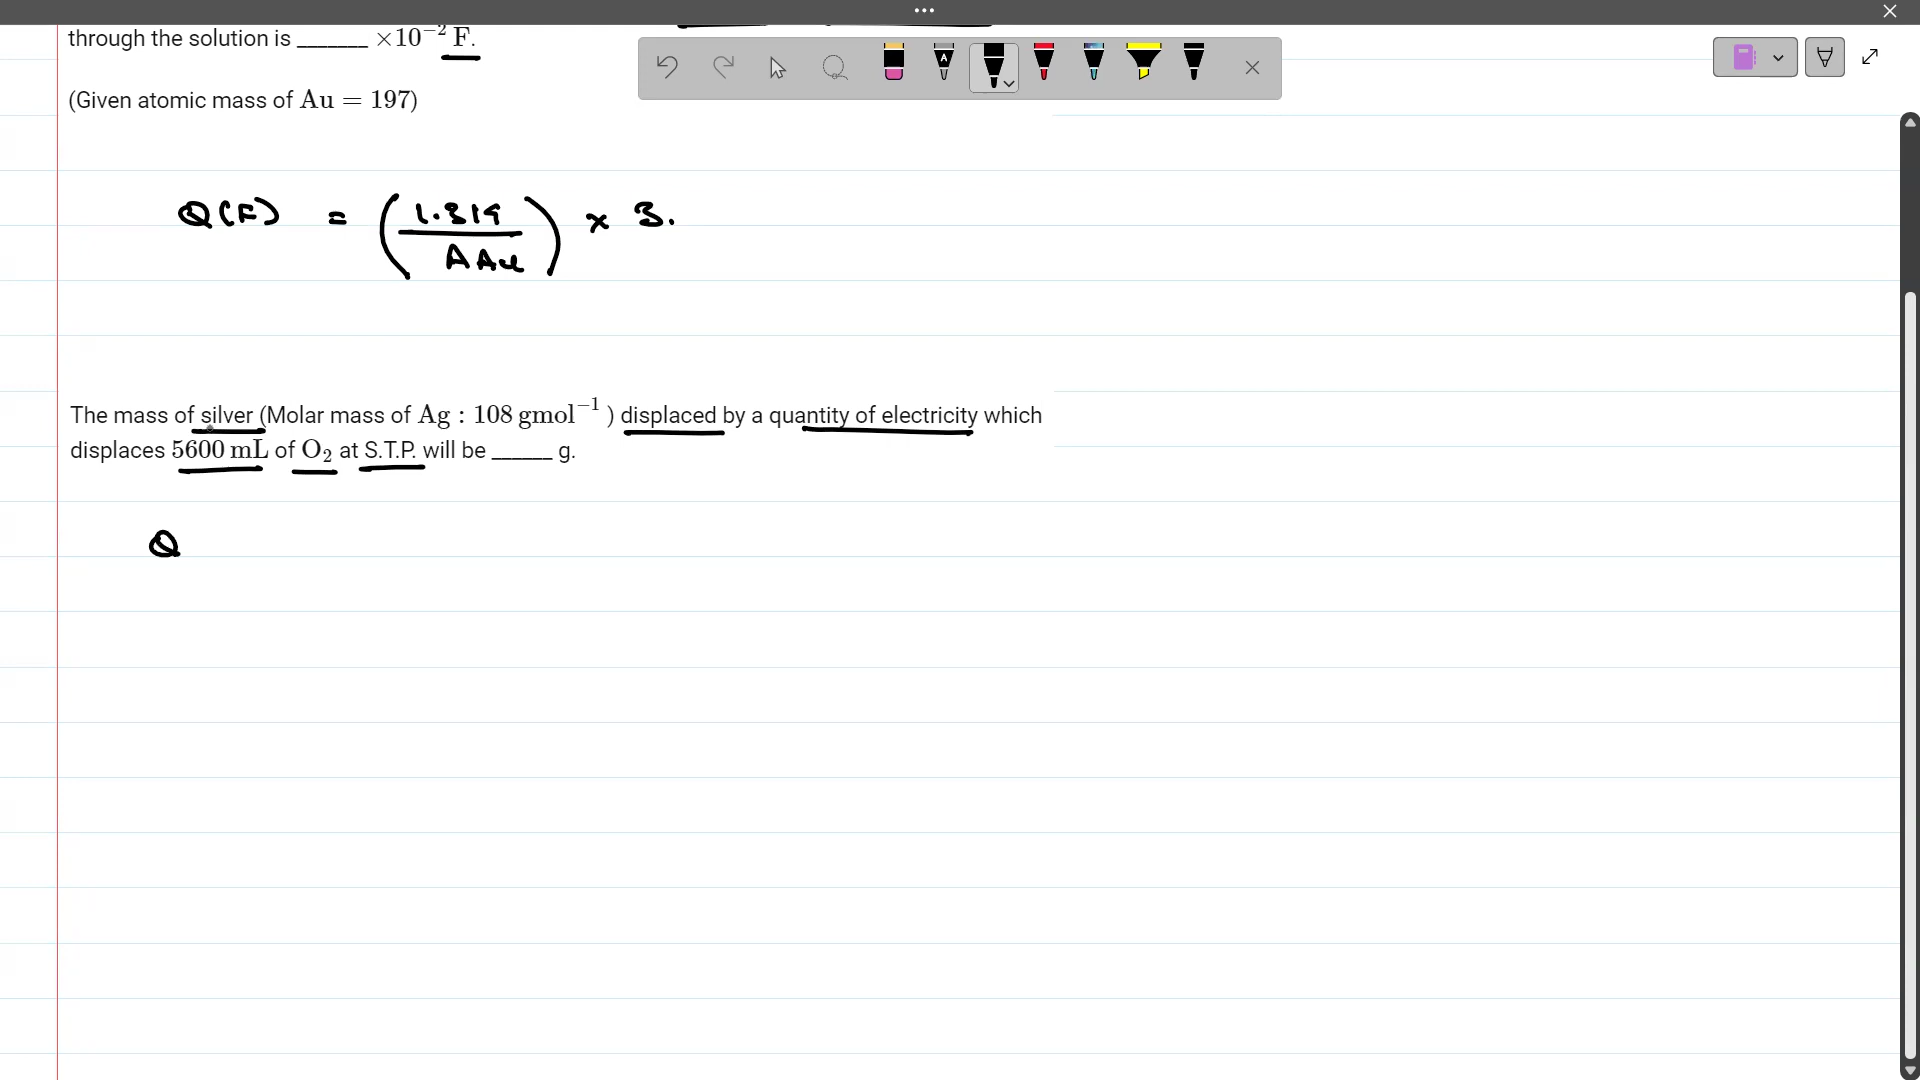 through the solution is ______ ×10⁻² F.
(Given atomic mass of Au = 197)
Q(F) = (1.314 / A Au) × 3.
The mass of silver (Molar mass of Ag : 108 gmol⁻¹ ) displaced by a quantity of electricity which
displaces 5600 mL of O₂ at S.T.P. will be ______ g.
Q